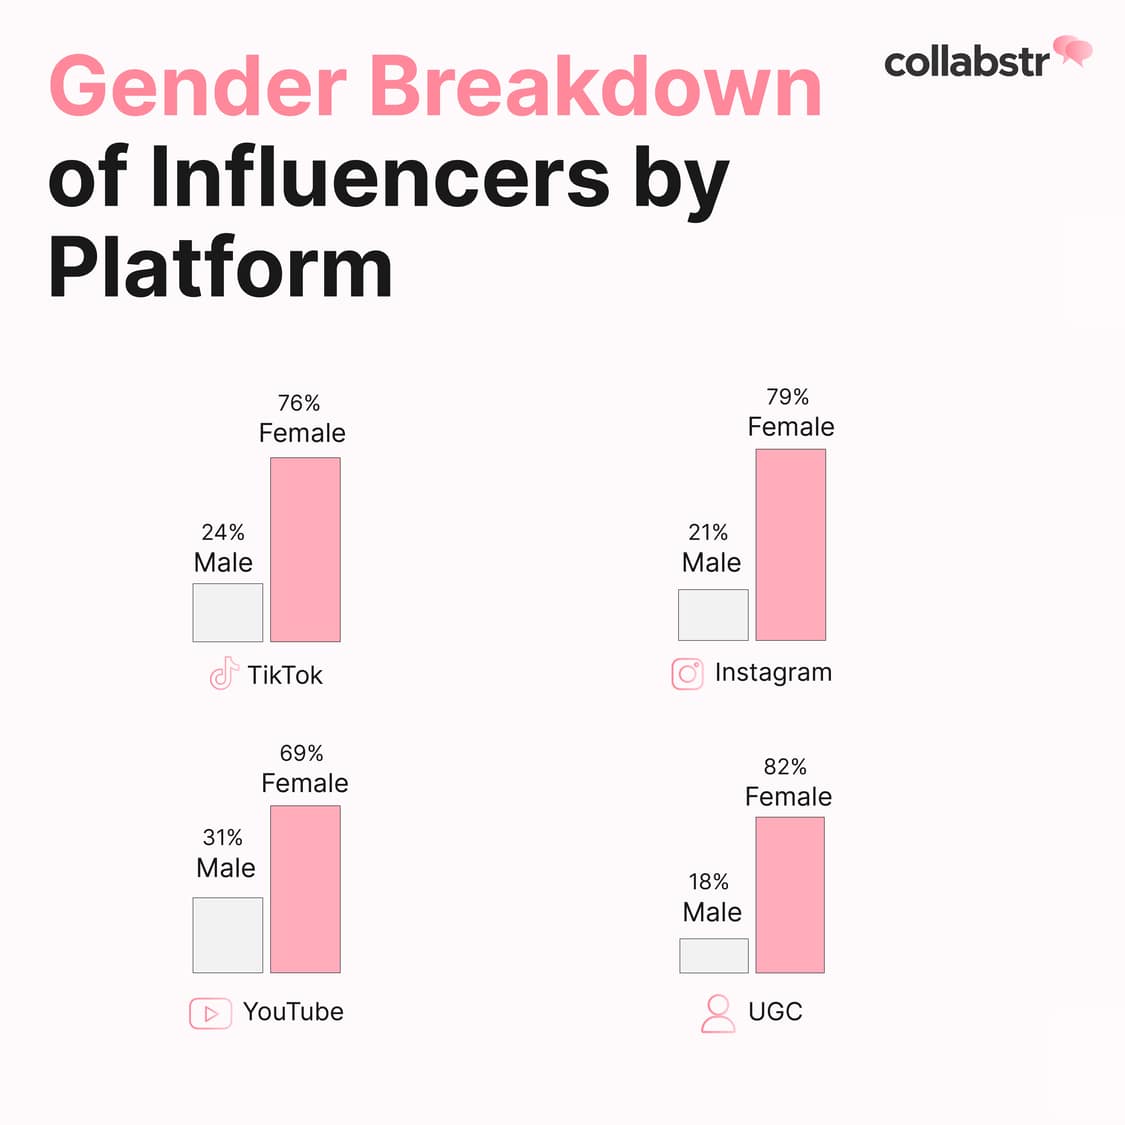 Gender Breakdown
of Influencers by
Platform
collabstr
76%
Female
24%
Male
TikTok
79%
Female
21%
Male
Instagram
69%
Female
31%
Male
YouTube
82%
Female
18%
Male
UGC